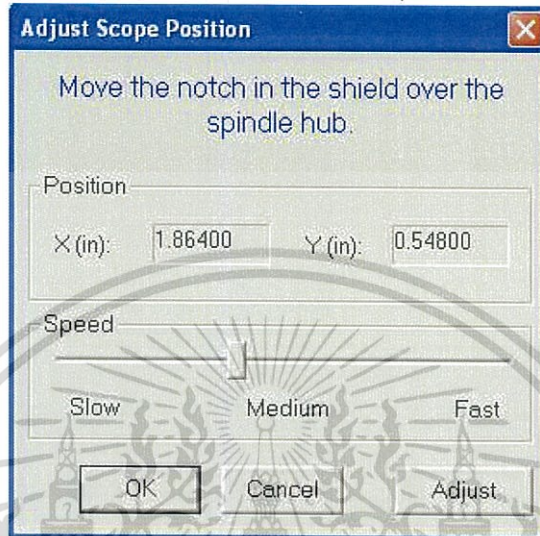 Adjust Scope Position
Move the notch in the shield over the
spindle hub.
Position
X (in): 1.86400 Y (in): 0.54800
Speed
Slow Medium Fast
OK Cancel Adjust